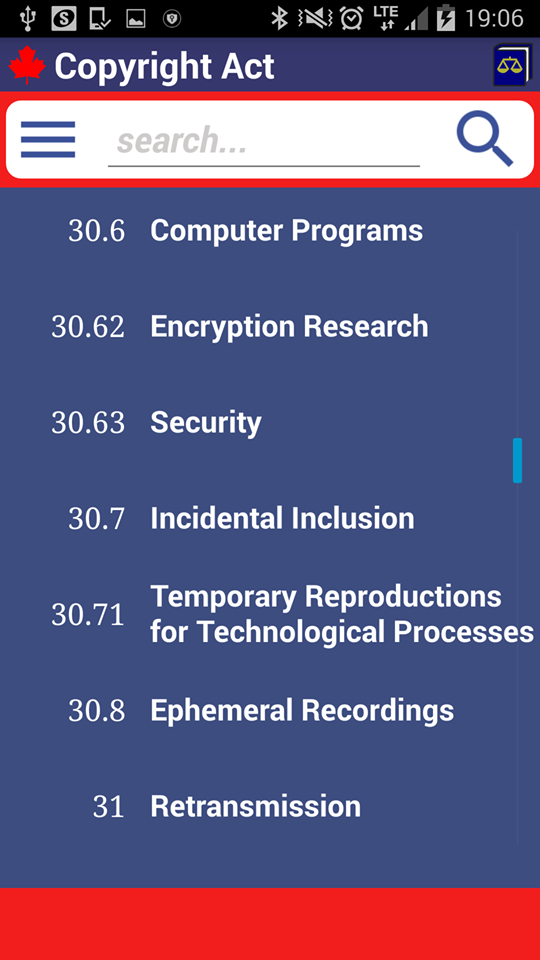 LTE 19:06
Copyright Act
search...
30.6 Computer Programs
30.62 Encryption Research
30.63 Security
30.7 Incidental Inclusion
30.71 Temporary Reproductions
for Technological Processes
30.8 Ephemeral Recordings
31 Retransmission